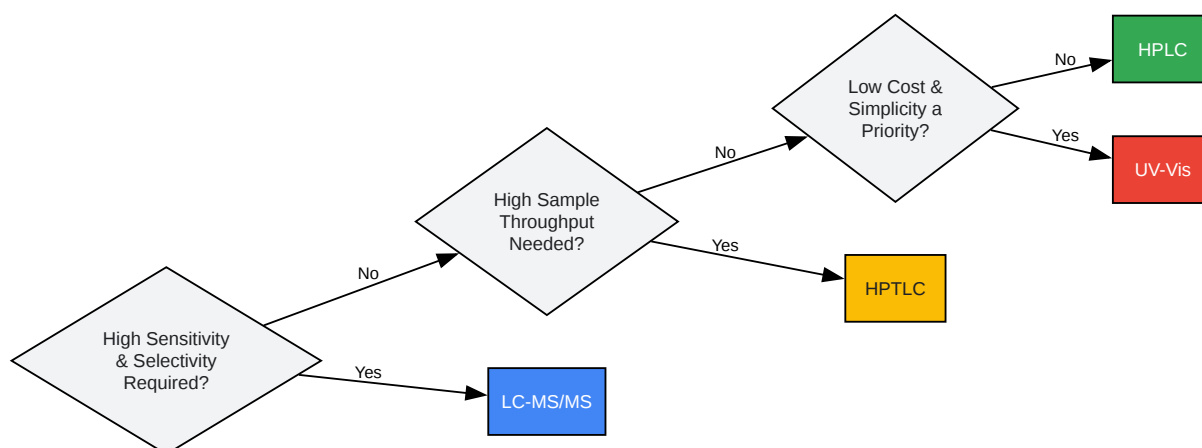 High Sensitivity
& Selectivity
Required?
Yes
LC-MS/MS
No
High Sample
Throughput
Needed?
Yes
HPTLC
No
Low Cost &
Simplicity a
Priority?
No
HPLC
Yes
UV-Vis